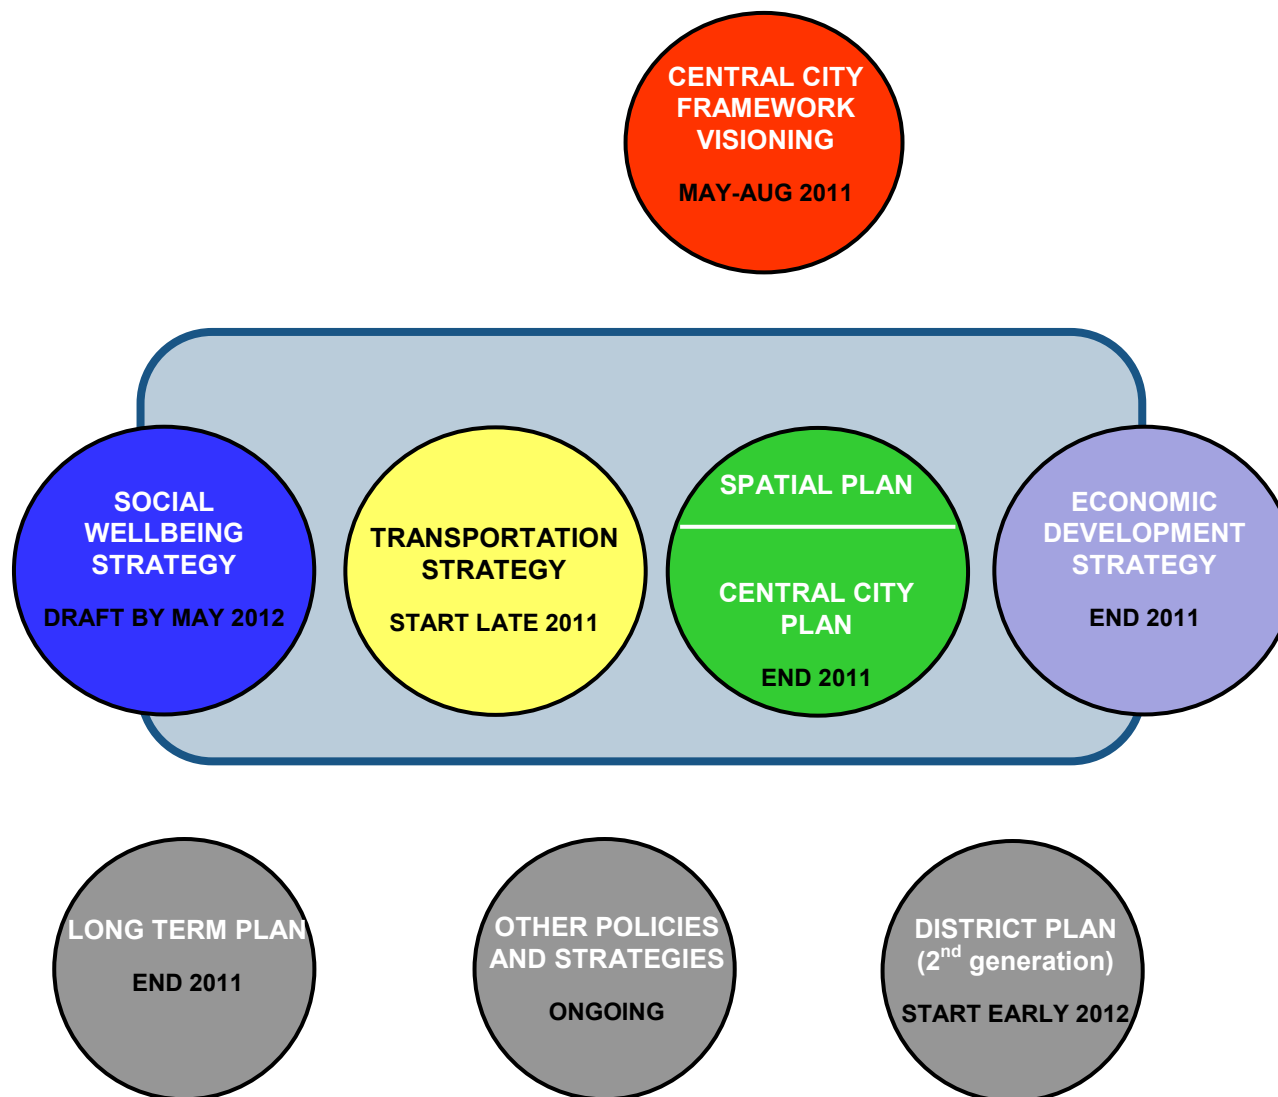 CENTRAL CITY
FRAMEWORK
VISIONING
MAY-AUG 2011
SOCIAL
WELLBEING
STRATEGY
DRAFT BY MAY 2012
TRANSPORTATION
STRATEGY
START LATE 2011
SPATIAL PLAN
CENTRAL CITY
PLAN
END 2011
ECONOMIC
DEVELOPMENT
STRATEGY
END 2011
LONG TERM PLAN
END 2011
OTHER POLICIES
AND STRATEGIES
ONGOING
DISTRICT PLAN
(2nd generation)
START EARLY 2012